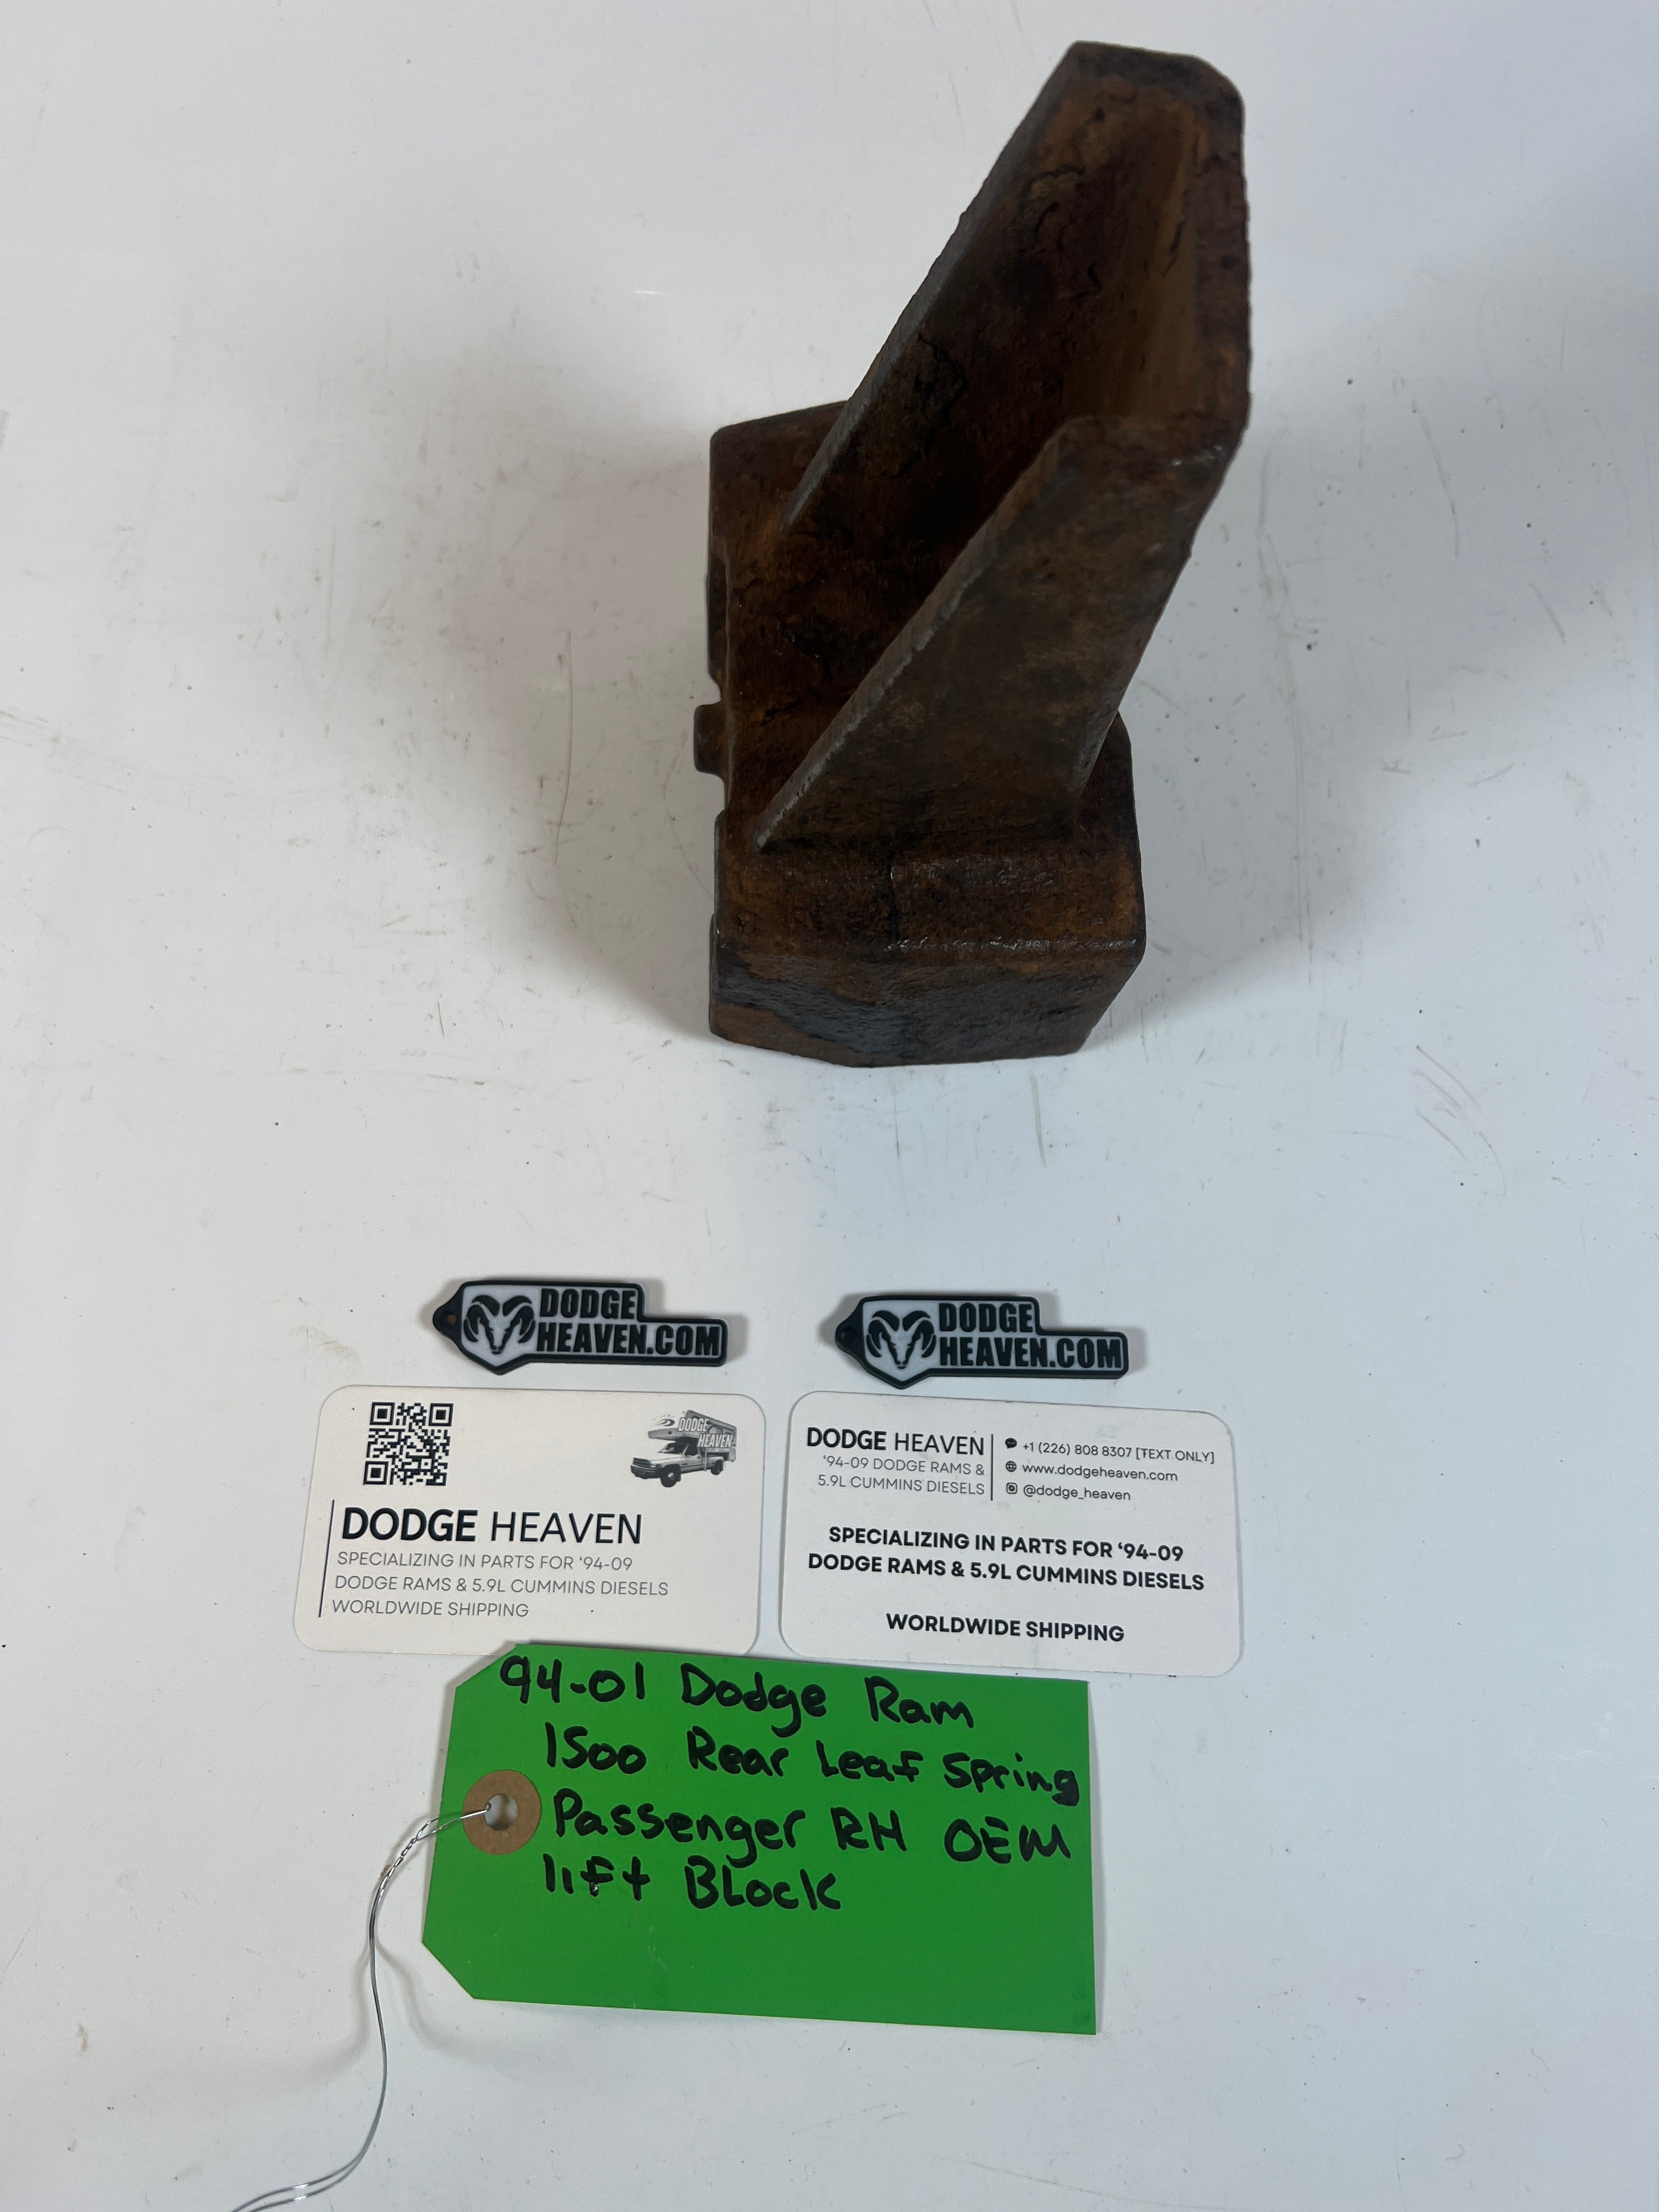 DODGE
HEAVEN.COM
DODGE
HEAVEN.COM
DODGE
HEAVEN
DODGE HEAVEN
SPECIALIZING IN PARTS FOR '94-09
DODGE RAMS & 5.9L CUMMINS DIESELS
WORLDWIDE SHIPPING
DODGE HEAVEN
'94-09 DODGE RAMS &
5.9L CUMMINS DIESELS
+1 (226) 808 8307 [TEXT ONLY]
www.dodgeheaven.com
@dodge_heaven
SPECIALIZING IN PARTS FOR '94-09
DODGE RAMS & 5.9L CUMMINS DIESELS
WORLDWIDE SHIPPING
94-01 Dodge Ram
1500 Rear Leaf Spring
Passenger RH OEM
lift Block